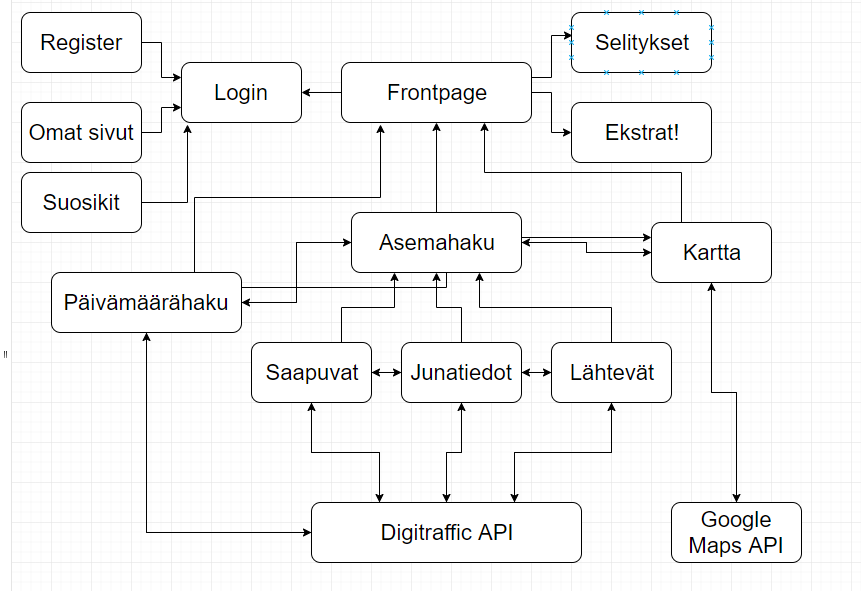 Register
Selitykset
Login
Frontpage
Omat sivut
Ekstrat!
Suosikit
Asemahaku
Kartta
Päivämäärähaku
"
Saapuvat
Junatiedot
Lähtevät
Digitraffic API
Google
Maps API